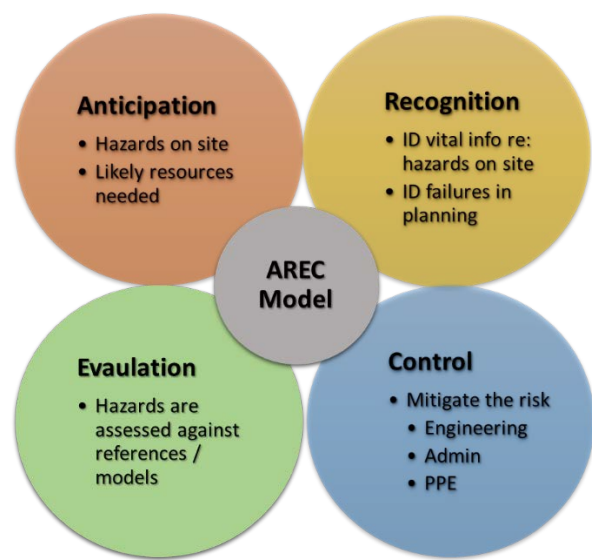 Anticipation
• Hazards on site
• Likely resources
needed
Recognition
• ID vital info re:
hazards on site
• ID failures in
planning
AREC
Model
Evaulation
• Hazards are
assessed against
references /
models
Control
• Mitigate the risk
• Engineering
• Admin
• PPE